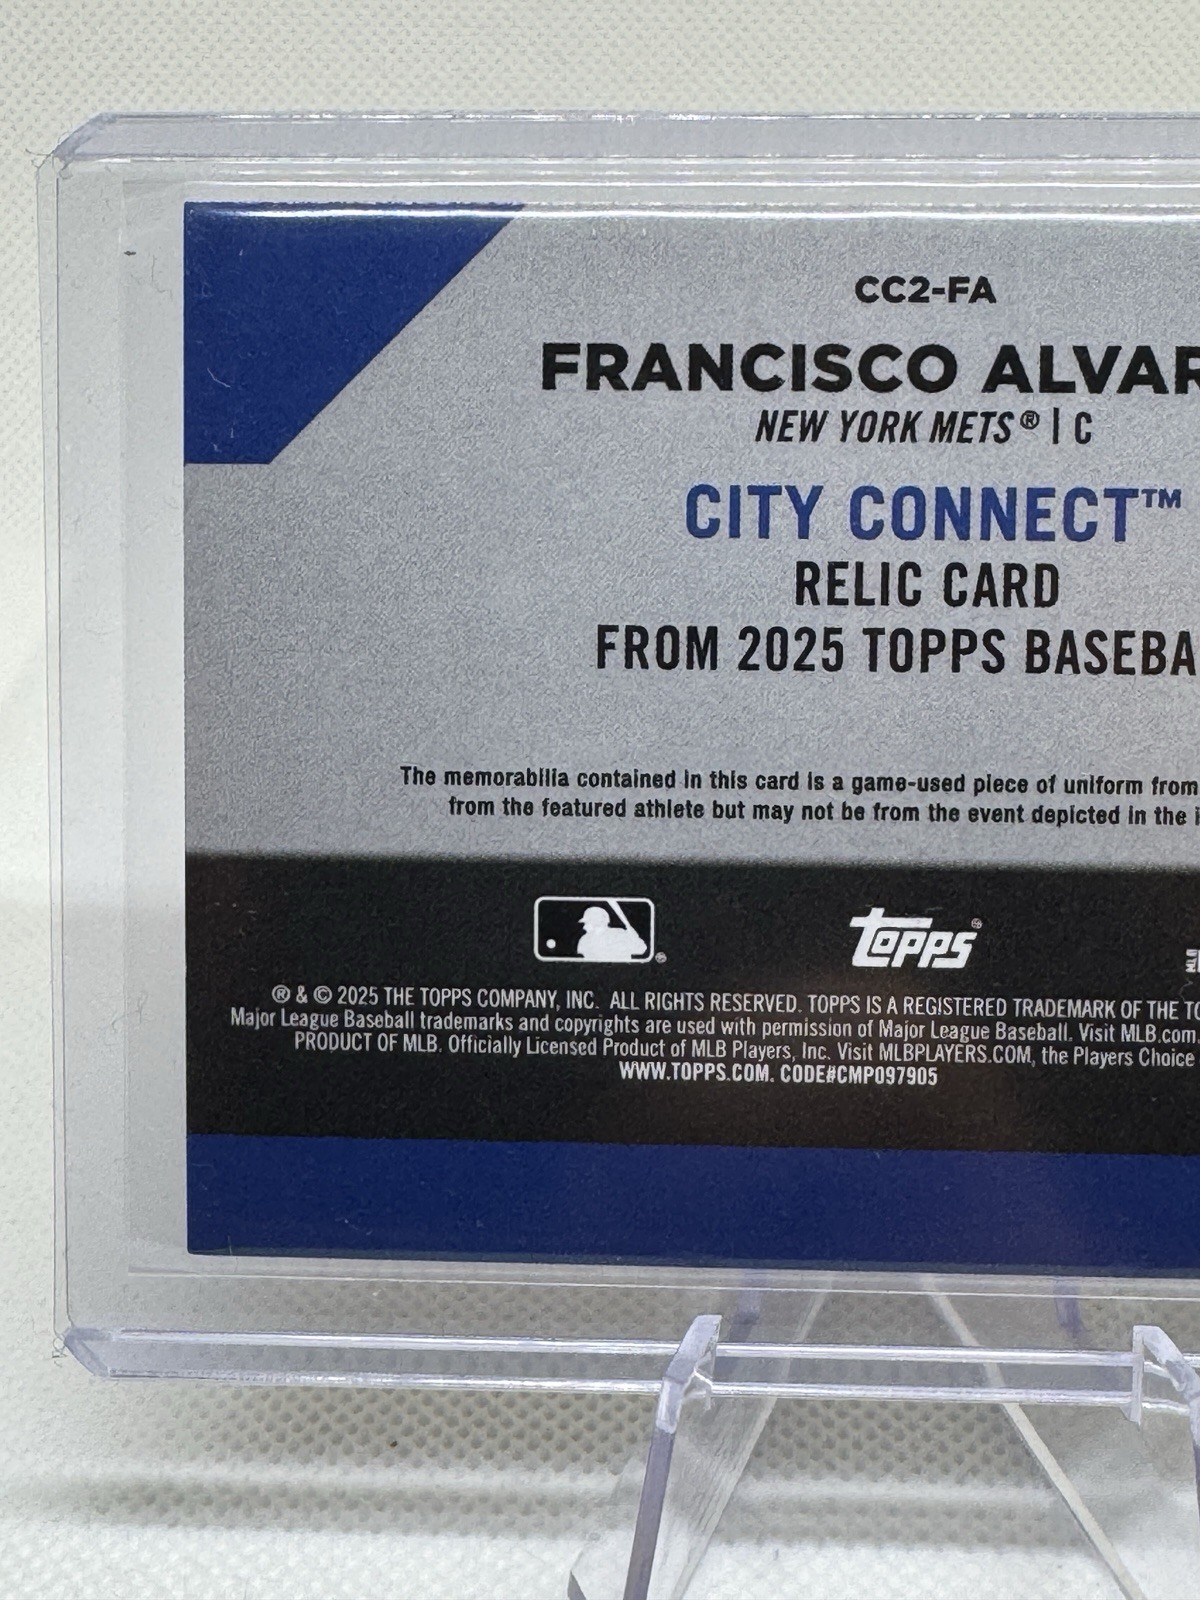 CC2-FA
FRANCISCO ALVAR
NEW YORK METS® | C
CITY CONNECT™
RELIC CARD
FROM 2025 TOPPS BASEBA
The memorabilia contained in this card is a game-used piece of uniform from
from the featured athlete but may not be from the event depicted in the
Topps®
MLB
® & © 2025 THE TOPPS COMPANY, INC. ALL RIGHTS RESERVED. TOPPS IS A REGISTERED TRADEMARK OF THE TO
Major League Baseball trademarks and copyrights are used with permission of Major League Baseball. Visit MLB.com.
PRODUCT OF MLB. Officially Licensed Product of MLB Players, Inc. Visit MLBPLAYERS.COM, the Players Choice
WWW.TOPPS.COM. CODE#CMP097905